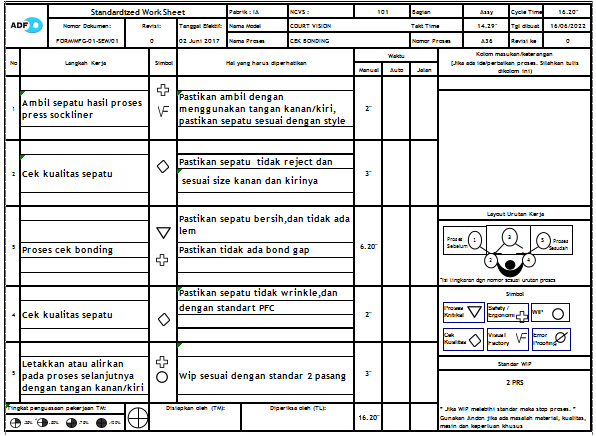 ADF
Standardized Work Sheet
Pabrik : IA
NCVS :
101
Bagian
Assy
Cycle Time
16.20"
Nomor Dokumen:
Revisi:
Tanggal Efektif:
Nama Model
COURT VISION
Takt Time
14.29"
Tgl dibuat
16/06/2022
FORMMFG-01-SEW/01
0
02 Juni 2017
Nama Proses
CEK BONDING
Nomor Proses
A36
Revisi ke
0
No
Langkah Kerja
Simbol
Hal yang harus diperhatikan
Waktu
Manual
Auto
Jalan
Kolom masukan/keterangan
(Jika ada ide/perbaikan proses. Silahkan tulis
dikolom ini)
1
Ambil sepatu hasil proses
press sockliner
VF
Pastikan ambil dengan
menggunakan tangan kanan/kiri,
pastikan sepatu sesuai dengan style
2"
2
Cek kualitas sepatu
Pastikan sepatu tidak reject dan
sesuai size kanan dan kirinya
3"
3
Proses cek bonding
Pastikan sepatu bersih,dan tidak ada
lem
Pastikan tidak ada bond gap
6.20"
4
Cek kualitas sepatu
Pastikan sepatu tidak wrinkle,dan
dengan standart PFC
2"
5
Letakkan atau alirkan
pada proses selanjutnya
dengan tangan kanan/kiri
Wip sesuai dengan standar 2 pasang
3"
Layout Urutan Kerja
Proses
Sebelum
1
2
3
4
5
Proses
Sesudah
*Isi lingkaran dgn nomor sesuai urutan proses
Simbol
Proses
Kritikal
Safety /
Ergonomi
WIP
Cek
Kualitas
Visual
Factory
VF
Error
Proofing
Standar WIP
2 PRS
* Jika WIP melebihi standar maka stop proses. *
Gunakan Andon jika ada masalah material, kualitas,
mesin dan keperluan khusus
Tingkat penguasaan pekerjaan TM:
Disiapkan oleh (TM):
Diperiksa oleh (TL):
16.20"